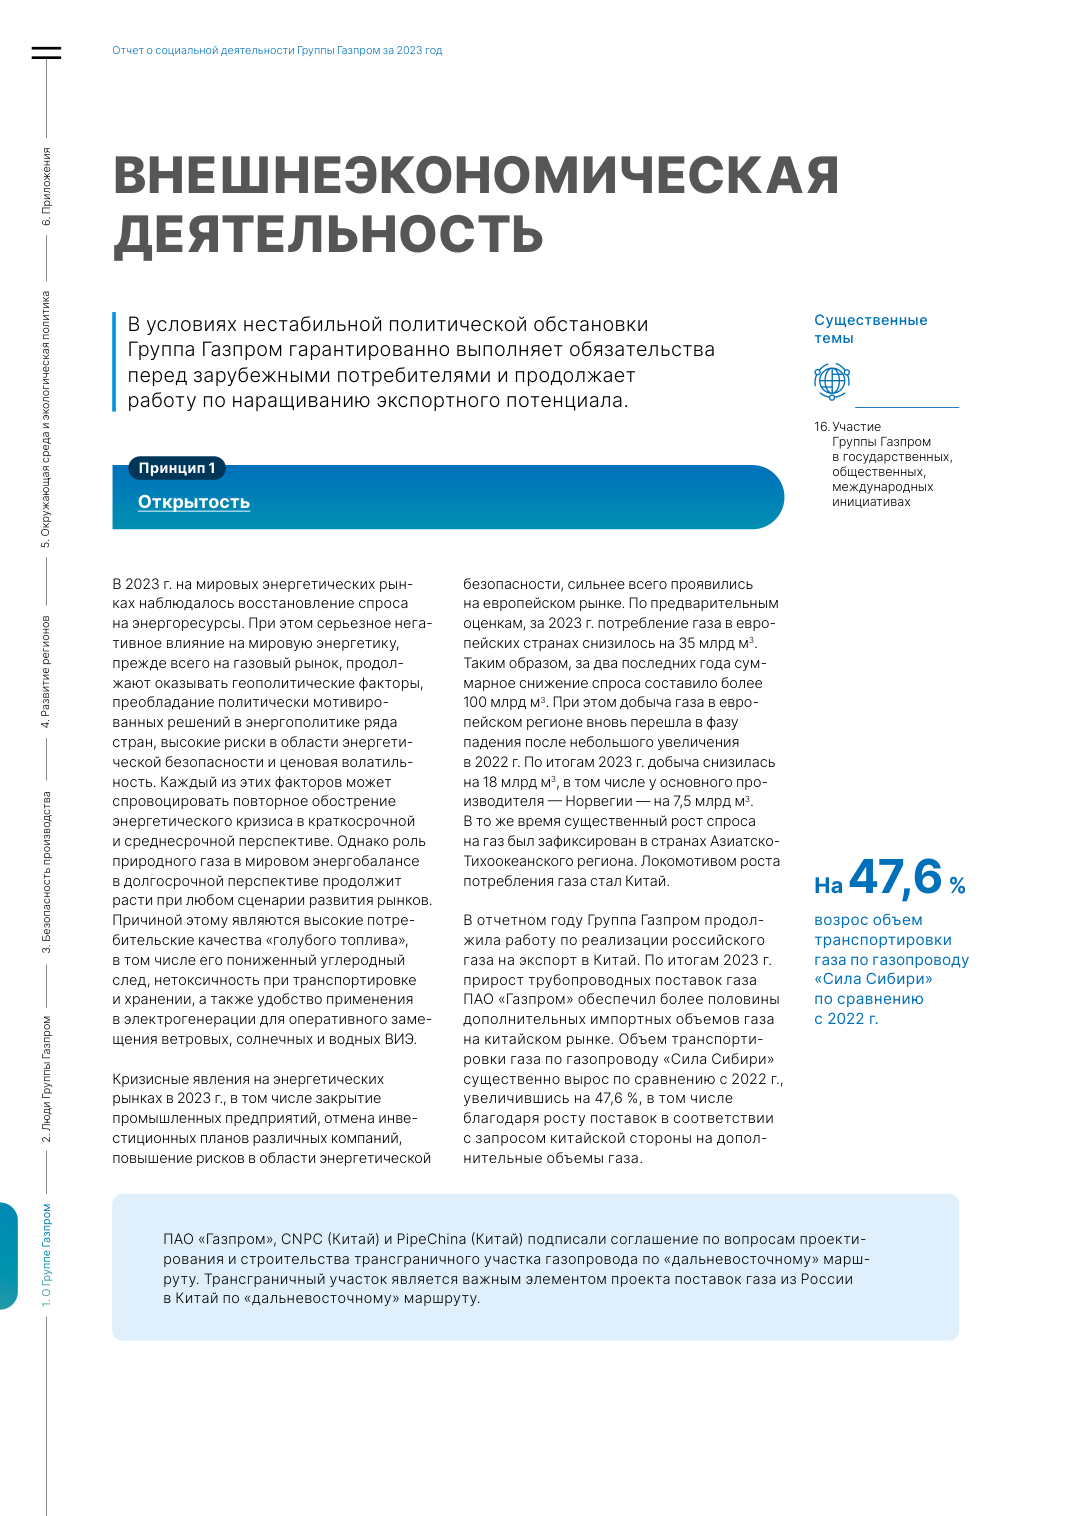 Отчет о социальной деятельности Группы Газпром за 2023 год
ВНЕШНЕЭКОНОМИЧЕСКАЯ
ДЕЯТЕЛЬНОСТЬ
В условиях нестабильной политической обстановки
Группа Газпром гарантированно выполняет обязательства
перед зарубежными потребителями и продолжает
работу по наращиванию экспортного потенциала.
Существенные
темы
16. Участие
Группы Газпром
в государственных,
общественных,
международных
инициативах
Принцип 1
Открытость
В 2023 г. на мировых энергетических рын-
ках наблюдалось восстановление спроса
на энергоресурсы. При этом серьезное нега-
тивное влияние на мировую энергетику,
прежде всего на газовый рынок, продол-
жают оказывать геополитические факторы,
преобладание политически мотивиро-
ванных решений в энергополитике ряда
стран, высокие риски в области энергети-
ческой безопасности и ценовая волатиль-
ность. Каждый из этих факторов может
спровоцировать повторное обострение
энергетического кризиса в краткосрочной
и среднесрочной перспективе. Однако роль
природного газа в мировом энергобалансе
в долгосрочной перспективе продолжит
расти при любом сценарии развития рынков.
Причиной этому являются высокие потре-
бительские качества «голубого топлива»,
в том числе его пониженный углеродный
след, нетоксичность при транспортировке
и хранении, а также удобство применения
в электрогенерации для оперативного заме-
щения ветровых, солнечных и водных ВИЭ.
Кризисные явления на энергетических
рынках в 2023 г., в том числе закрытие
промышленных предприятий, отмена инве-
стиционных планов различных компаний,
повышение рисков в области энергетической
безопасности, сильнее всего проявились
на европейском рынке. По предварительным
оценкам, за 2023 г. потребление газа в евро-
пейских странах снизилось на 35 млрд м³.
Таким образом, за два последних года сум-
марное снижение спроса составило более
100 млрд м³. При этом добыча газа в евро-
пейском регионе вновь перешла в фазу
падения после небольшого увеличения
в 2022 г. По итогам 2023 г. добыча снизилась
на 18 млрд м³, в том числе у основного про-
изводителя — Норвегии — на 7,5 млрд м³.
В то же время существенный рост спроса
на газ был зафиксирован в странах Азиатско-
Тихоокеанского региона. Локомотивом роста
потребления газа стал Китай.
В отчетном году Группа Газпром продол-
жила работу по реализации российского
газа на экспорт в Китай. По итогам 2023 г.
прирост трубопроводных поставок газа
ПАО «Газпром» обеспечил более половины
дополнительных импортных объемов газа
на китайском рынке. Объем транспорти-
ровки газа по газопроводу «Сила Сибири»
существенно вырос по сравнению с 2022 г.,
увеличившись на 47,6 %, в том числе
благодаря росту поставок в соответствии
с запросом китайской стороны на допол-
нительные объемы газа.
На 47,6 %
возрос объем
транспортировки
газа по газопроводу
«Сила Сибири»
по сравнению
с 2022 г.
ПАО «Газпром», CNPC (Китай) и PipeChina (Китай) подписали соглашение по вопросам проекти-
рования и строительства трансграничного участка газопровода по «дальневосточному» марш-
руту. Трансграничный участок является важным элементом проекта поставок газа из России
в Китай по «дальневосточному» маршруту.
6. Приложения
5. Окружающая среда и экологическая политика
4. Развитие регионов
3. Безопасность производства
2. Люди Группы Газпром
1. О Группе Газпром